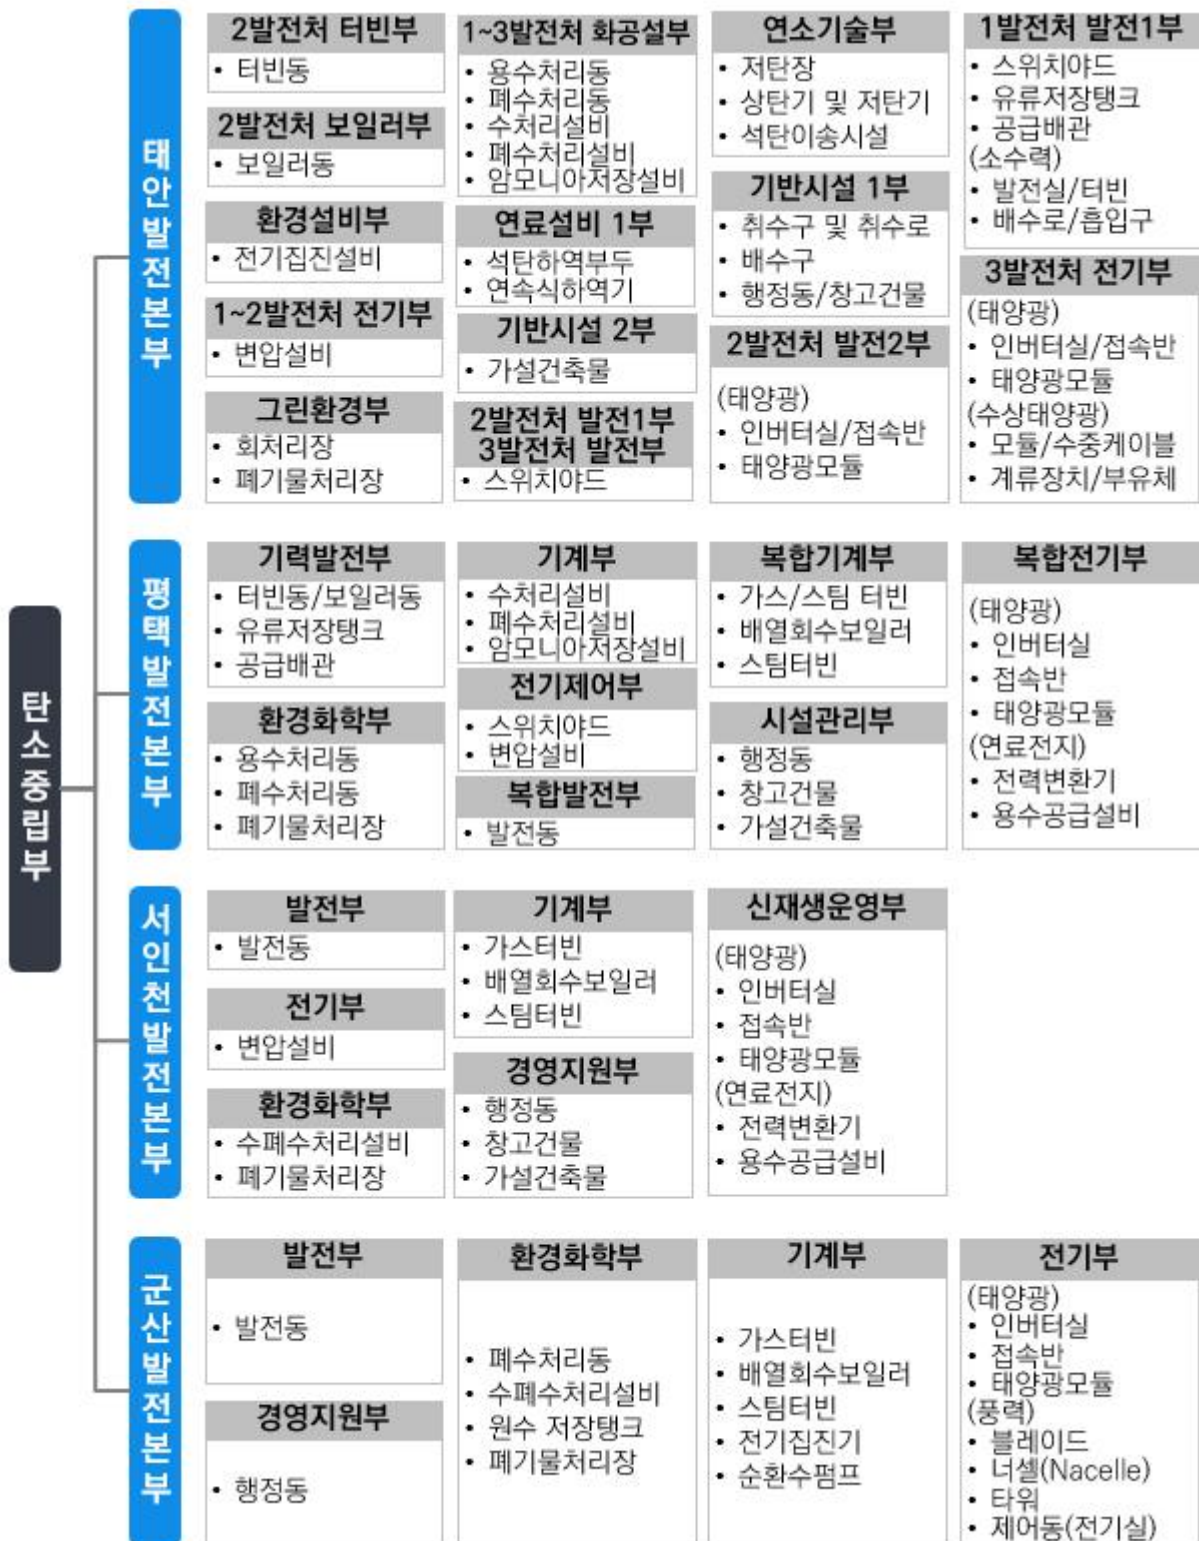 탄소중립부
태안발전본부
2발전처 터빈부
• 터빈동
2발전처 보일러부
• 보일러동
환경설비부
• 전기집진설비
1~2발전처 전기부
• 변압설비
그린환경부
• 회처리장
• 폐기물처리장
1~3발전처 화공설부
• 용수처리동
• 폐수처리동
• 수처리설비
• 폐수처리설비
• 암모니아저장설비
연료설비 1부
• 석탄하역부두
• 연속식하역기
기반시설 2부
• 가설건축물
2발전처 발전1부
3발전처 발전부
• 스위치야드
연소기술부
• 저탄장
• 상탄기 및 저탄기
• 석탄이송시설
기반시설 1부
• 취수구 및 취수로
• 배수구
• 행정동/창고건물
2발전처 발전2부
(태양광)
• 인버터실/접속반
• 태양광모듈
1발전처 발전1부
• 스위치야드
• 유류저장탱크
• 공급배관
(소수력)
• 발전실/터빈
• 배수로/흡입구
3발전처 전기부
(태양광)
• 인버터실/접속반
• 태양광모듈
(수상태양광)
• 모듈/수중케이블
• 계류장치/부유체
평택발전본부
기력발전부
• 터빈동/보일러동
• 유류저장탱크
• 공급배관
환경화학부
• 용수처리동
• 폐수처리동
• 폐기물처리장
기계부
• 수처리설비
• 폐수처리설비
• 암모니아저장설비
전기제어부
• 스위치야드
• 변압설비
복합발전부
• 발전동
복합기계부
• 가스/스팀 터빈
• 배열회수보일러
• 스팀터빈
시설관리부
• 행정동
• 창고건물
• 가설건축물
복합전기부
(태양광)
• 인버터실
• 접속반
• 태양광모듈
(연료전지)
• 전력변환기
• 용수공급설비
서인천발전본부
발전부
• 발전동
전기부
• 변압설비
환경화학부
• 수폐수처리설비
• 폐기물처리장
기계부
• 가스터빈
• 배열회수보일러
• 스팀터빈
경영지원부
• 행정동
• 창고건물
• 가설건축물
신재생운영부
(태양광)
• 인버터실
• 접속반
• 태양광모듈
(연료전지)
• 전력변환기
• 용수공급설비
군산발전본부
발전부
• 발전동
경영지원부
• 행정동
환경화학부
• 폐수처리동
• 수폐수처리설비
• 원수 저장탱크
• 폐기물처리장
기계부
• 가스터빈
• 배열회수보일러
• 스팀터빈
• 전기집진기
• 순환수펌프
전기부
(태양광)
• 인버터실
• 접속반
• 태양광모듈
(풍력)
• 블레이드
• 너셀(Nacelle)
• 타워
• 제어동(전기실)